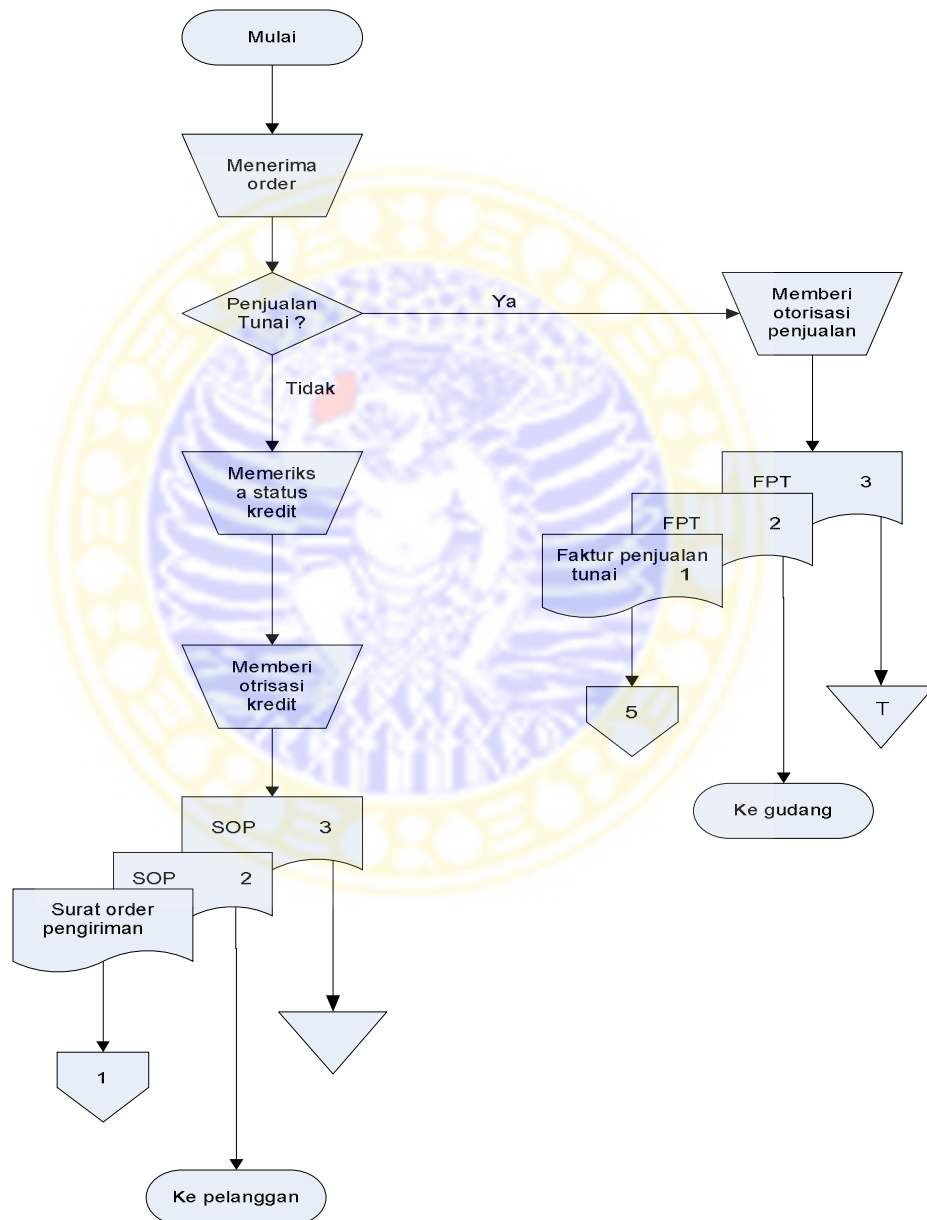 Mulai
Menerima
order
Penjualan
Tunai ?
Ya
Memberi
otorisasi
penjualan
Tidak
Memeriks
a status
kredit
FPT 3
FPT 2
Faktur penjualan
tunai 1
Memberi
otrisasi
kredit
5
T
Ke gudang
SOP 3
SOP 2
Surat order
pengiriman
1
Ke pelanggan